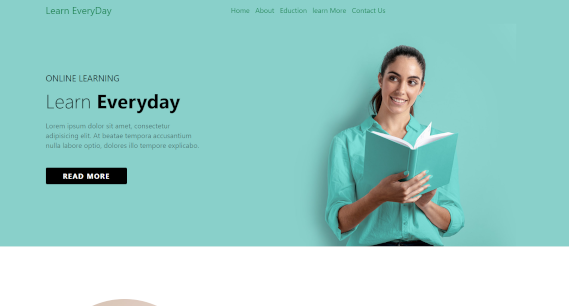 Learn EveryDay
Home About Eduction learn More Contact Us
ONLINE LEARNING
Learn Everyday
Lorem ipsum dolor sit amet, consectetur
adipisicing elit. At beatae tempora accusantium
nulla labore optio, dolores illo tempore explicabo.
READ MORE